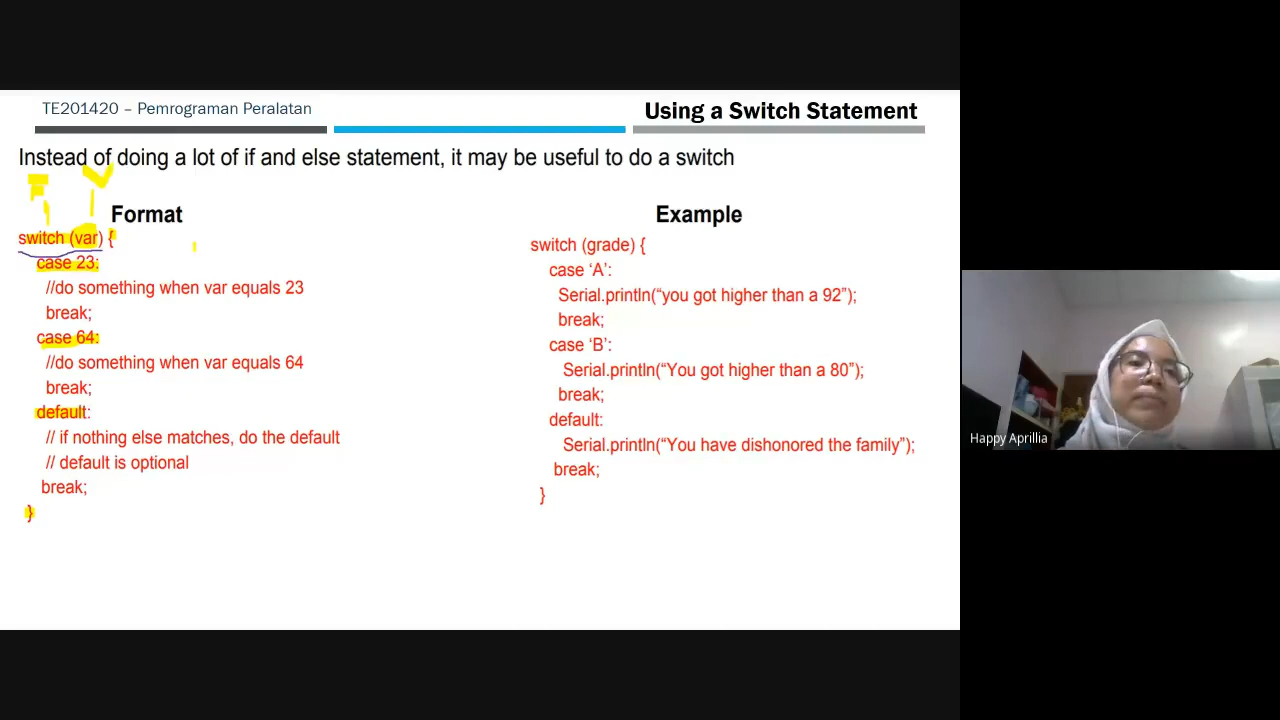 TE201420 – Pemrograman Peralatan
Using a Switch Statement
Instead of doing a lot of if and else statement, it may be useful to do a switch
Format
switch (var) {
case 23:
//do something when var equals 23
break;
case 64:
//do something when var equals 64
break;
default:
// if nothing else matches, do the default
// default is optional
break;
}
Example
switch (grade) {
case ‘A’:
Serial.println(“you got higher than a 92”);
break;
case ‘B’:
Serial.println(“You got higher than a 80”);
break;
default:
Serial.println(“You have dishonored the family”);
break;
}
Happy Aprillia